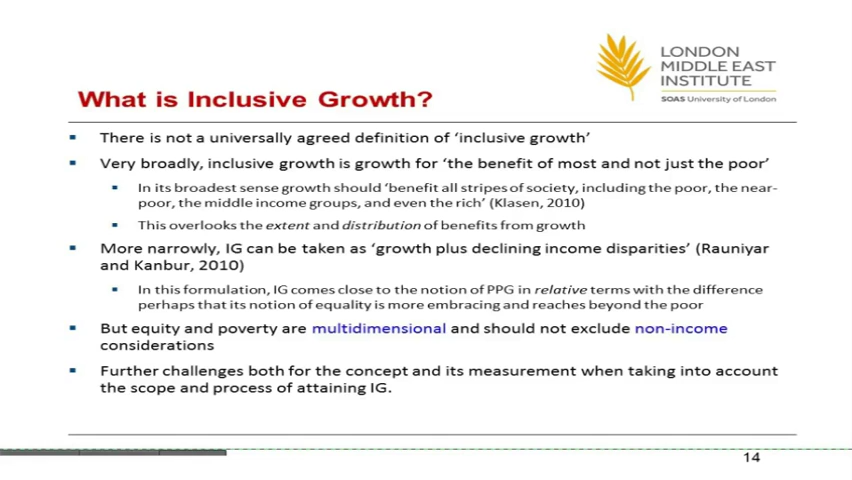 LONDON
MIDDLE EAST
INSTITUTE
SOAS University of London
What is Inclusive Growth?
There is not a universally agreed definition of ‘inclusive growth’
Very broadly, inclusive growth is growth for ‘the benefit of most and not just the poor’
In its broadest sense growth should ‘benefit all stripes of society, including the poor, the near-
poor, the middle income groups, and even the rich’ (Klasen, 2010)
This overlooks the extent and distribution of benefits from growth
More narrowly, IG can be taken as ‘growth plus declining income disparities’ (Rauniyar
and Kanbur, 2010)
In this formulation, IG comes close to the notion of PPG in relative terms with the difference
perhaps that its notion of equality is more embracing and reaches beyond the poor
But equity and poverty are multidimensional and should not exclude non-income
considerations
Further challenges both for the concept and its measurement when taking into account
the scope and process of attaining IG.
14